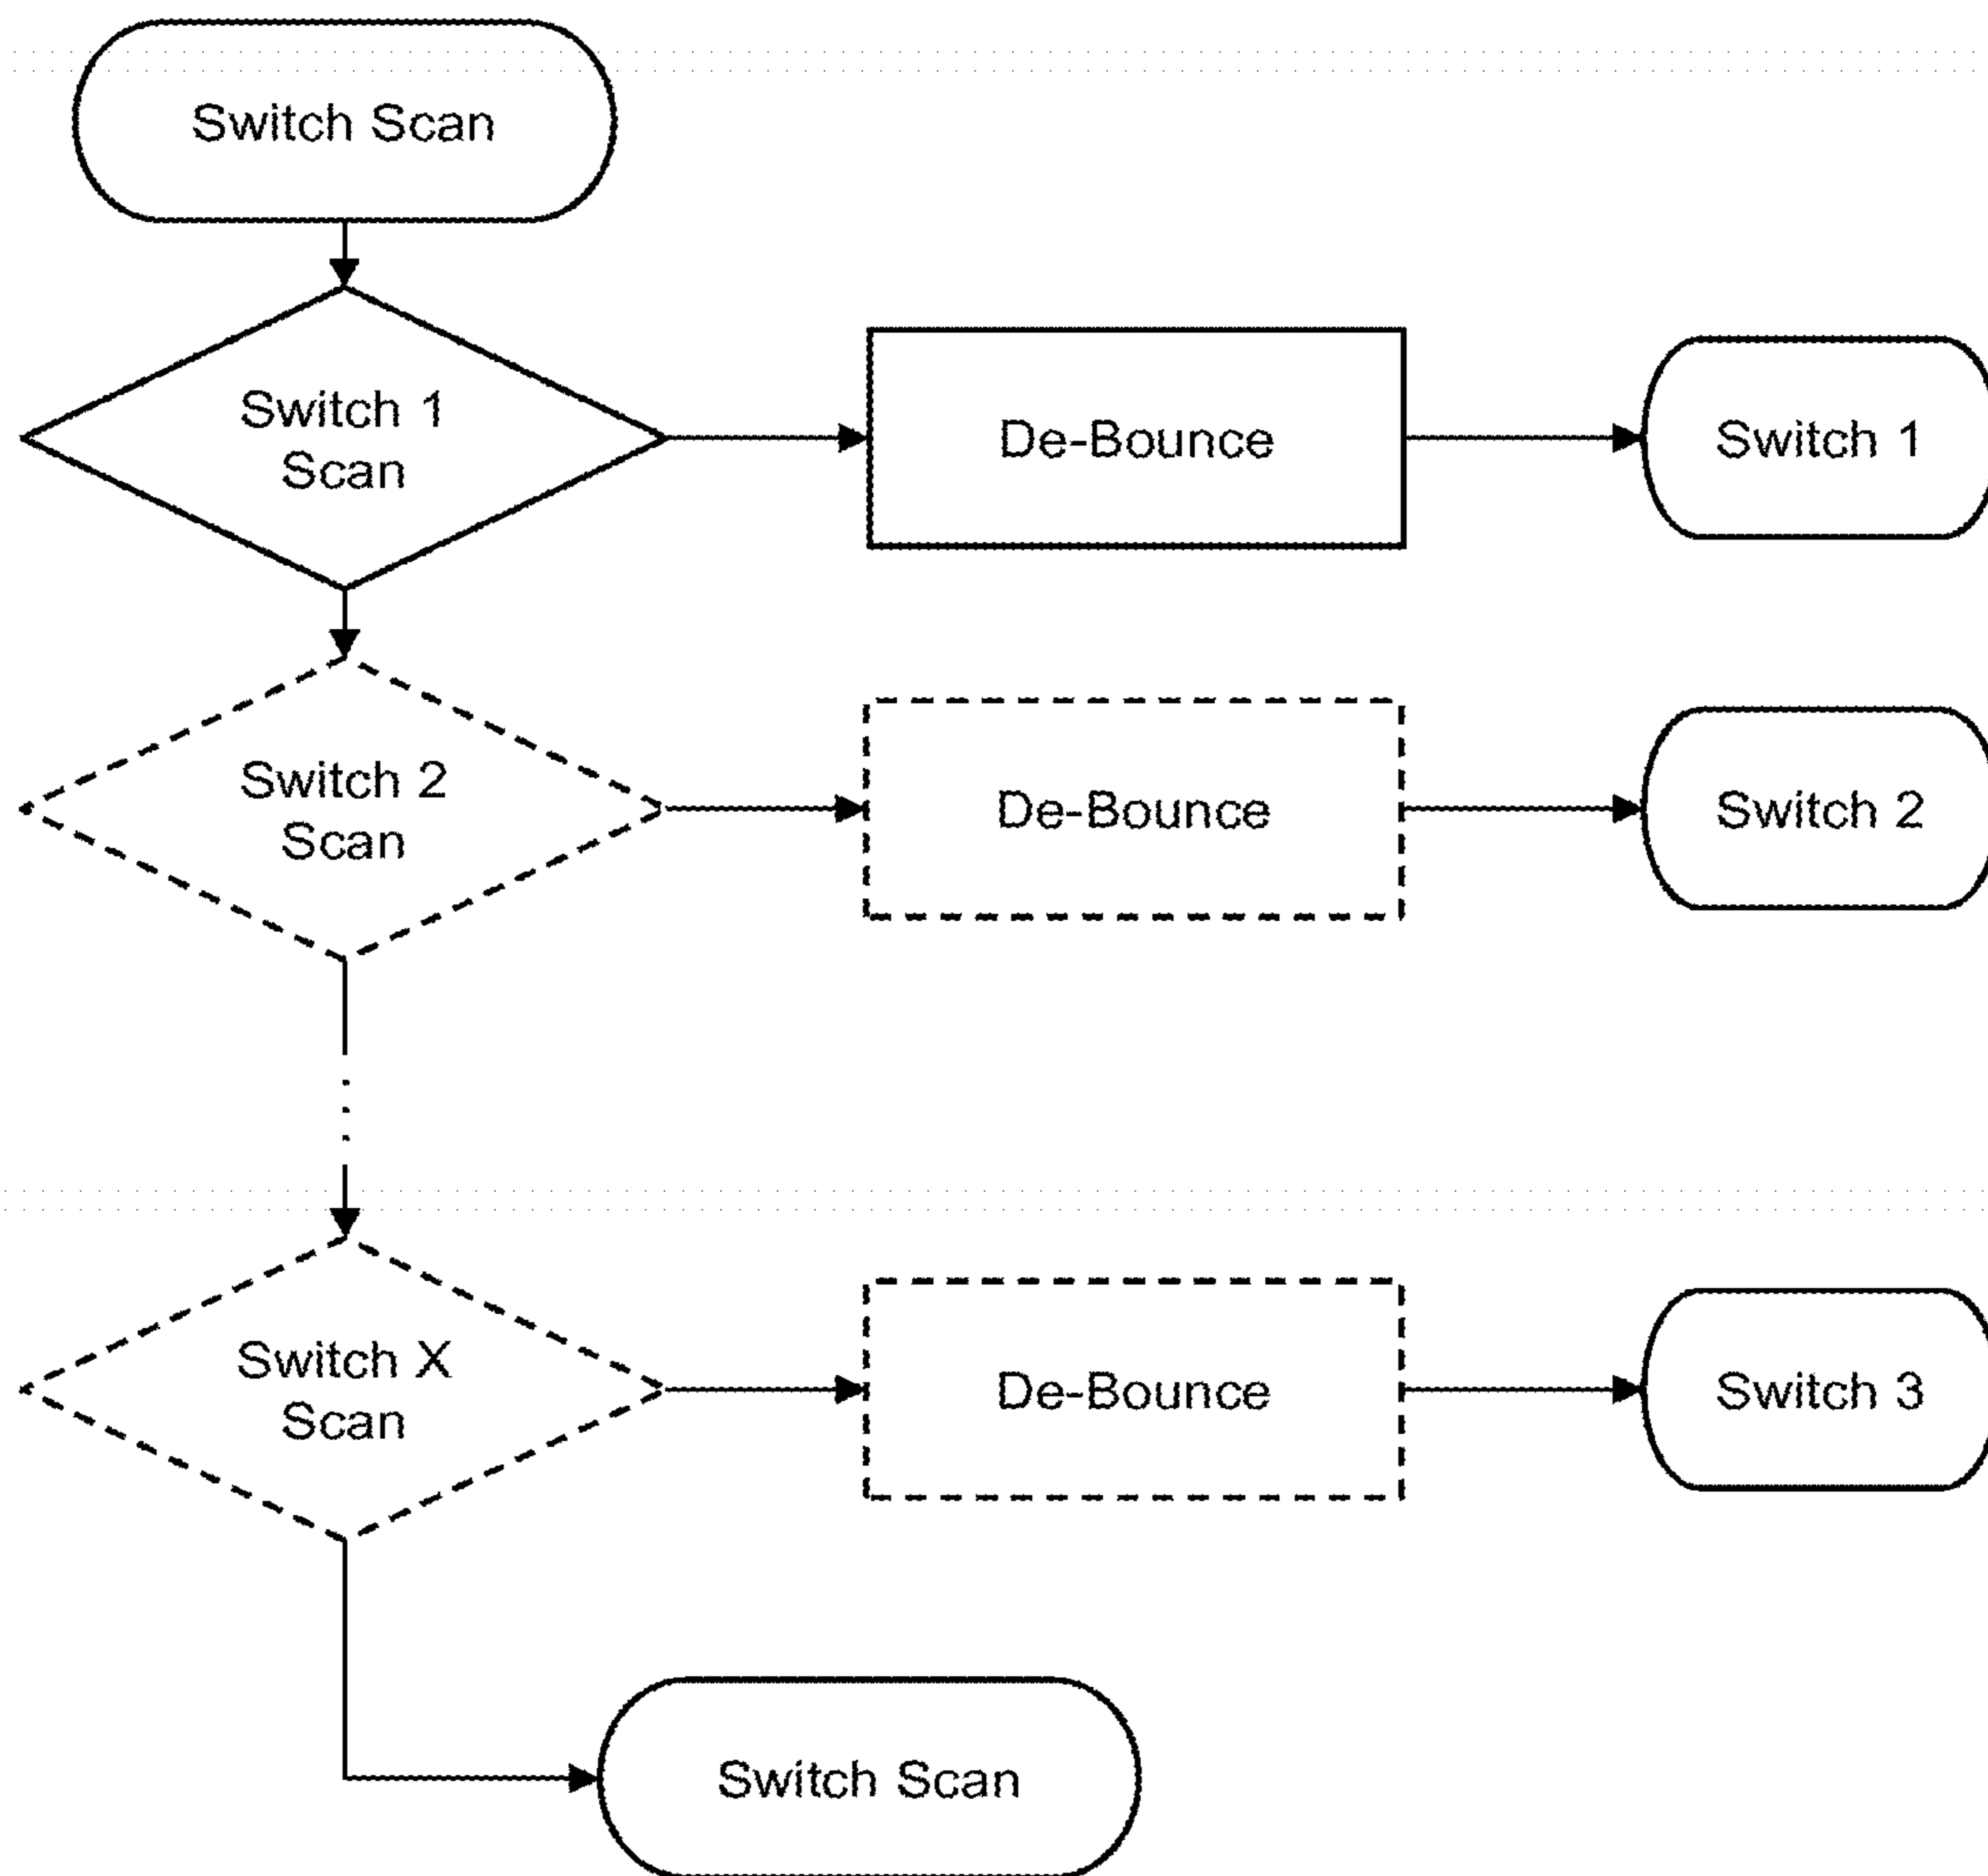 Switch Scan
Switch 1
Scan
De-Bounce
Switch 1
Switch 2
Scan
De-Bounce
Switch 2
Switch X
Scan
De-Bounce
Switch 3
Switch Scan